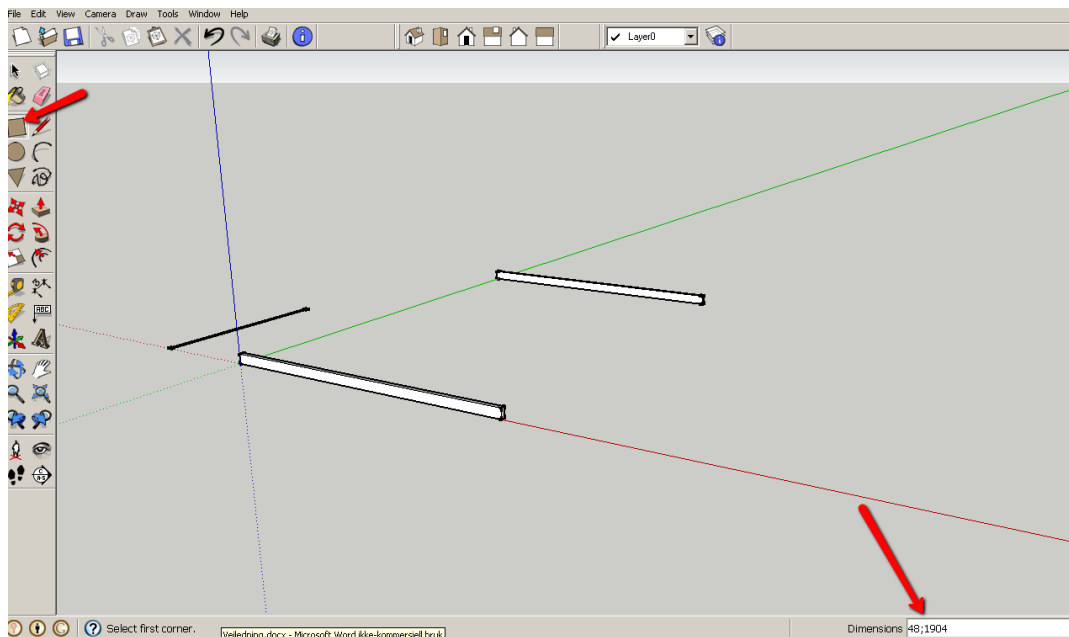 File Edit View Camera Draw Tools Window Help
Layer0
ABC
Select first corner.
Veiledning.docx - Microsoft Word ikke-kommersiell bruk
Dimensions 48;1904